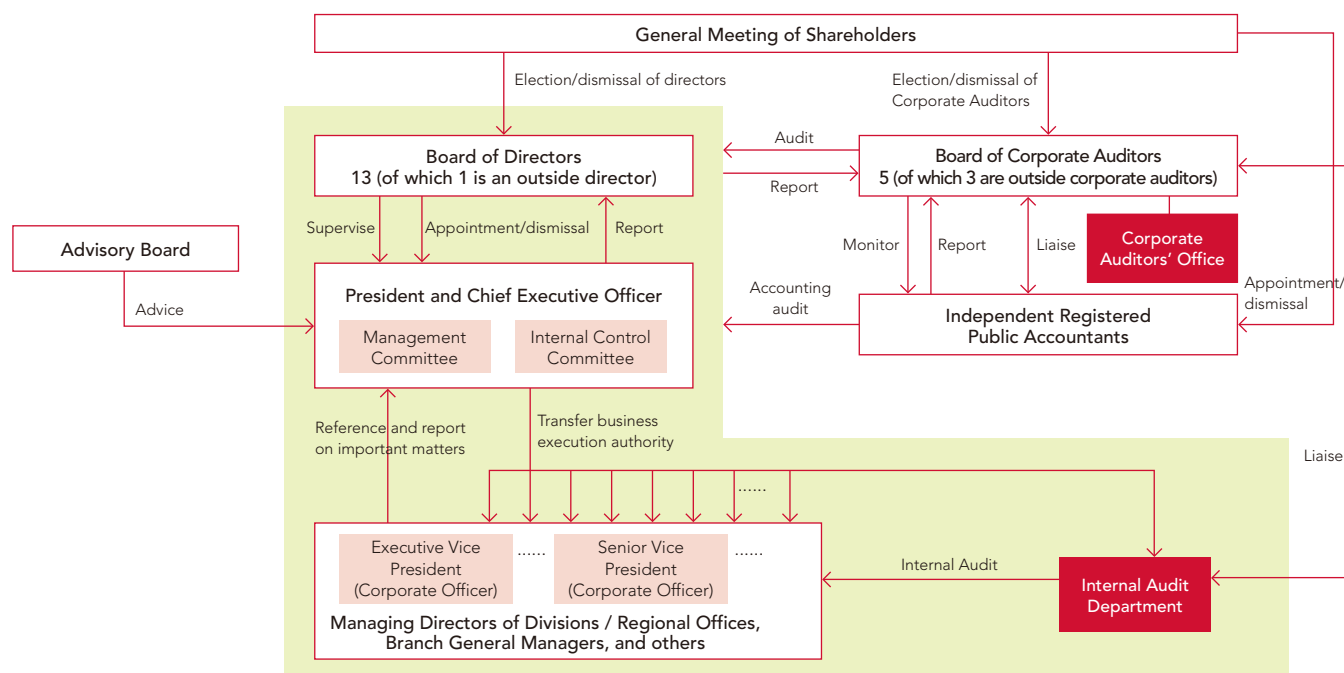 General Meeting of Shareholders
Election/dismissal of directors
Election/dismissal of
Corporate Auditors
Board of Directors
13 (of which 1 is an outside director)
Audit
Report
Board of Corporate Auditors
5 (of which 3 are outside corporate auditors)
Supervise
Appointment/dismissal
Report
Monitor
Report
Liaise
Corporate
Auditors’ Office
Advisory Board
Advice
President and Chief Executive Officer
Management
Committee
Internal Control
Committee
Accounting
audit
Independent Registered
Public Accountants
Appointment/
dismissal
Reference and report
on important matters
Transfer business
execution authority
Liaise
......
Executive Vice
President
(Corporate Officer)
......
Senior Vice
President
(Corporate Officer)
......
Managing Directors of Divisions / Regional Offices,
Branch General Managers, and others
Internal Audit
Internal Audit
Department